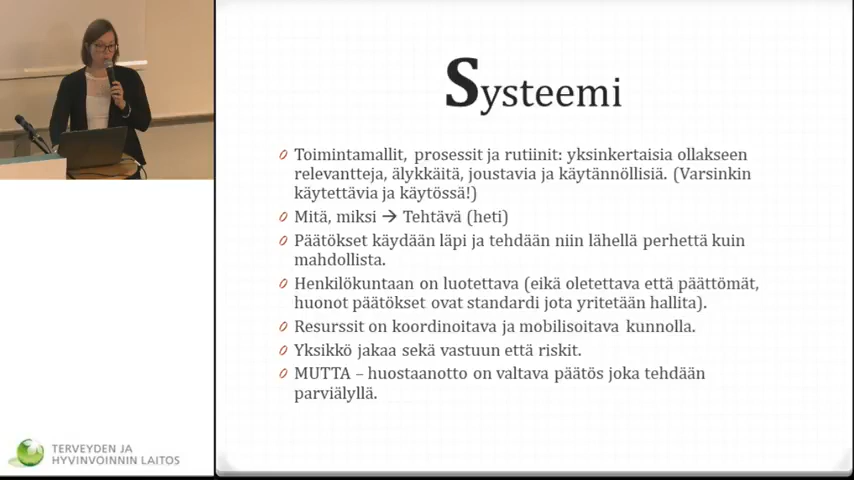 Systeemi
Toimintamallit, prosessit ja rutiinit: yksinkertaisia ollakseen
relevantteja, älykkäitä, joustavia ja käytännöllisiä. (Varsinkin
käytettävia ja käytössä!)
Mitä, miksi → Tehtävä (heti)
Päätökset käydään läpi ja tehdään niin lähellä perhettä kuin
mahdollista.
Henkilökuntaan on luotettava (eikä oletettava että päättömät,
huonot päätökset ovat standardi jota yritetään hallita).
Resurssit on koordinoitava ja mobilisoitava kunnolla.
Yksikkö jakaa sekä vastuun että riskit.
MUTTA – huostaanotto on valtava päätös joka tehdään
parviälyllä.
TERVEYDEN JA
HYVINVOINNIN LAITOS